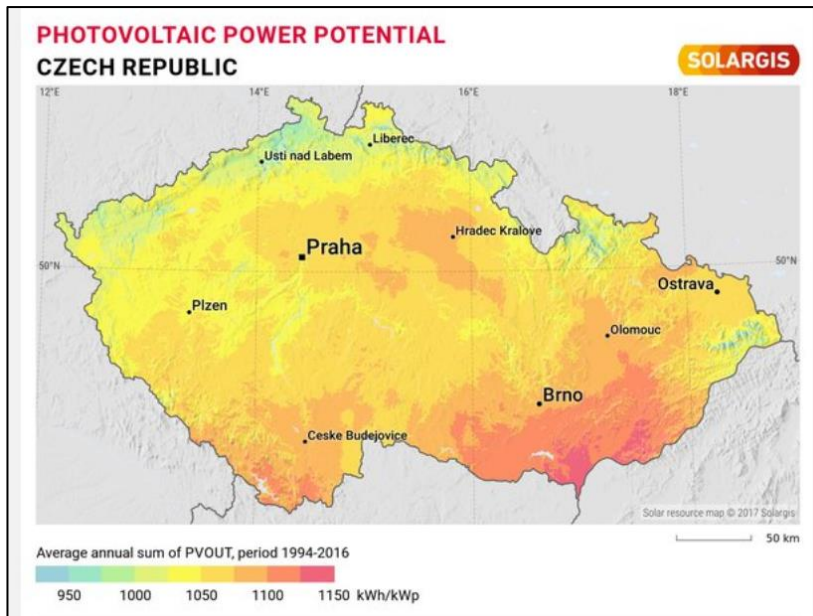 PHOTOVOLTAIC POWER POTENTIAL
CZECH REPUBLIC
SOLARGIS
12°E
14°E
16°E
18°E
Liberec
Usti nad Labem
Hradec Kralove
Praha
50°N
50°N
Ostrava
Plzen
Olomouc
Brno
Ceske Budejovice
Solar resource map © 2017 Solargis
Average annual sum of PVOUT, period 1994-2016
50 km
950 1000 1050 1100 1150 kWh/kWp